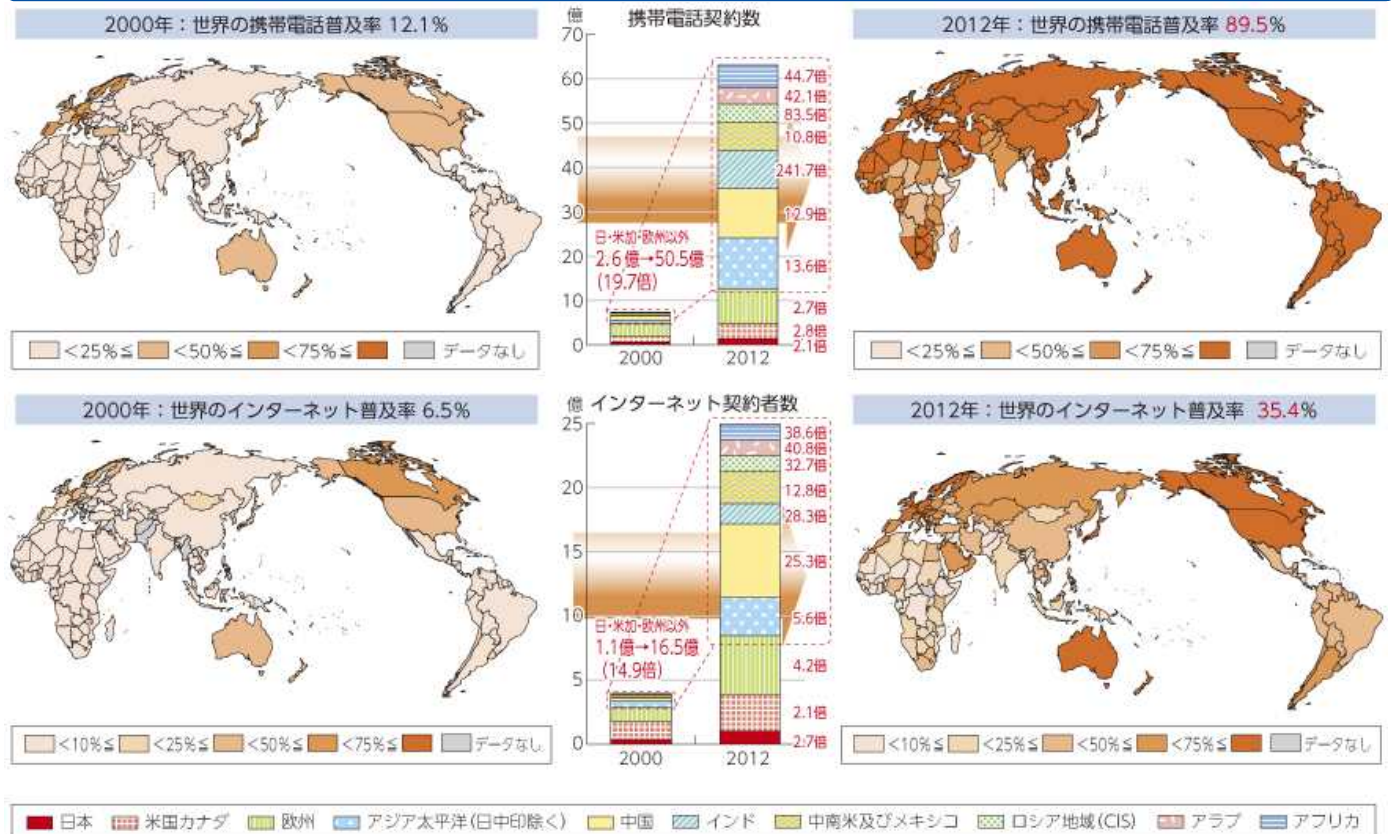 2000年：世界の携帯電話普及率 12.1%
<25%≦ <50%≦ <75%≦ データなし
億 携帯電話契約数
70
60
50
40
30
20
10
0
2000 2012
日・米加・欧州以外
2.6億→50.5億
(19.7倍)
44.7倍
42.1倍
83.5倍
10.8倍
241.7倍
12.9倍
13.6倍
2.7倍
2.8倍
2.1倍
2012年：世界の携帯電話普及率 89.5%
<25%≦ <50%≦ <75%≦ データなし
2000年：世界のインターネット普及率 6.5%
<10%≦ <25%≦ <50%≦ <75%≦ データなし
億 インターネット契約者数
25
20
15
10
5
0
2000 2012
日・米加・欧州以外
1.1億→16.5億
(14.9倍)
38.6倍
40.8倍
32.7倍
12.8倍
28.3倍
25.3倍
5.6倍
4.2倍
2.1倍
2.7倍
2012年：世界のインターネット普及率 35.4%
<10%≦ <25%≦ <50%≦ <75%≦ データなし
日本 米国カナダ 欧州 アジア太平洋(日中印除く) 中国 インド 中南米及びメキシコ ロシア地域(CIS) アラブ アフリカ